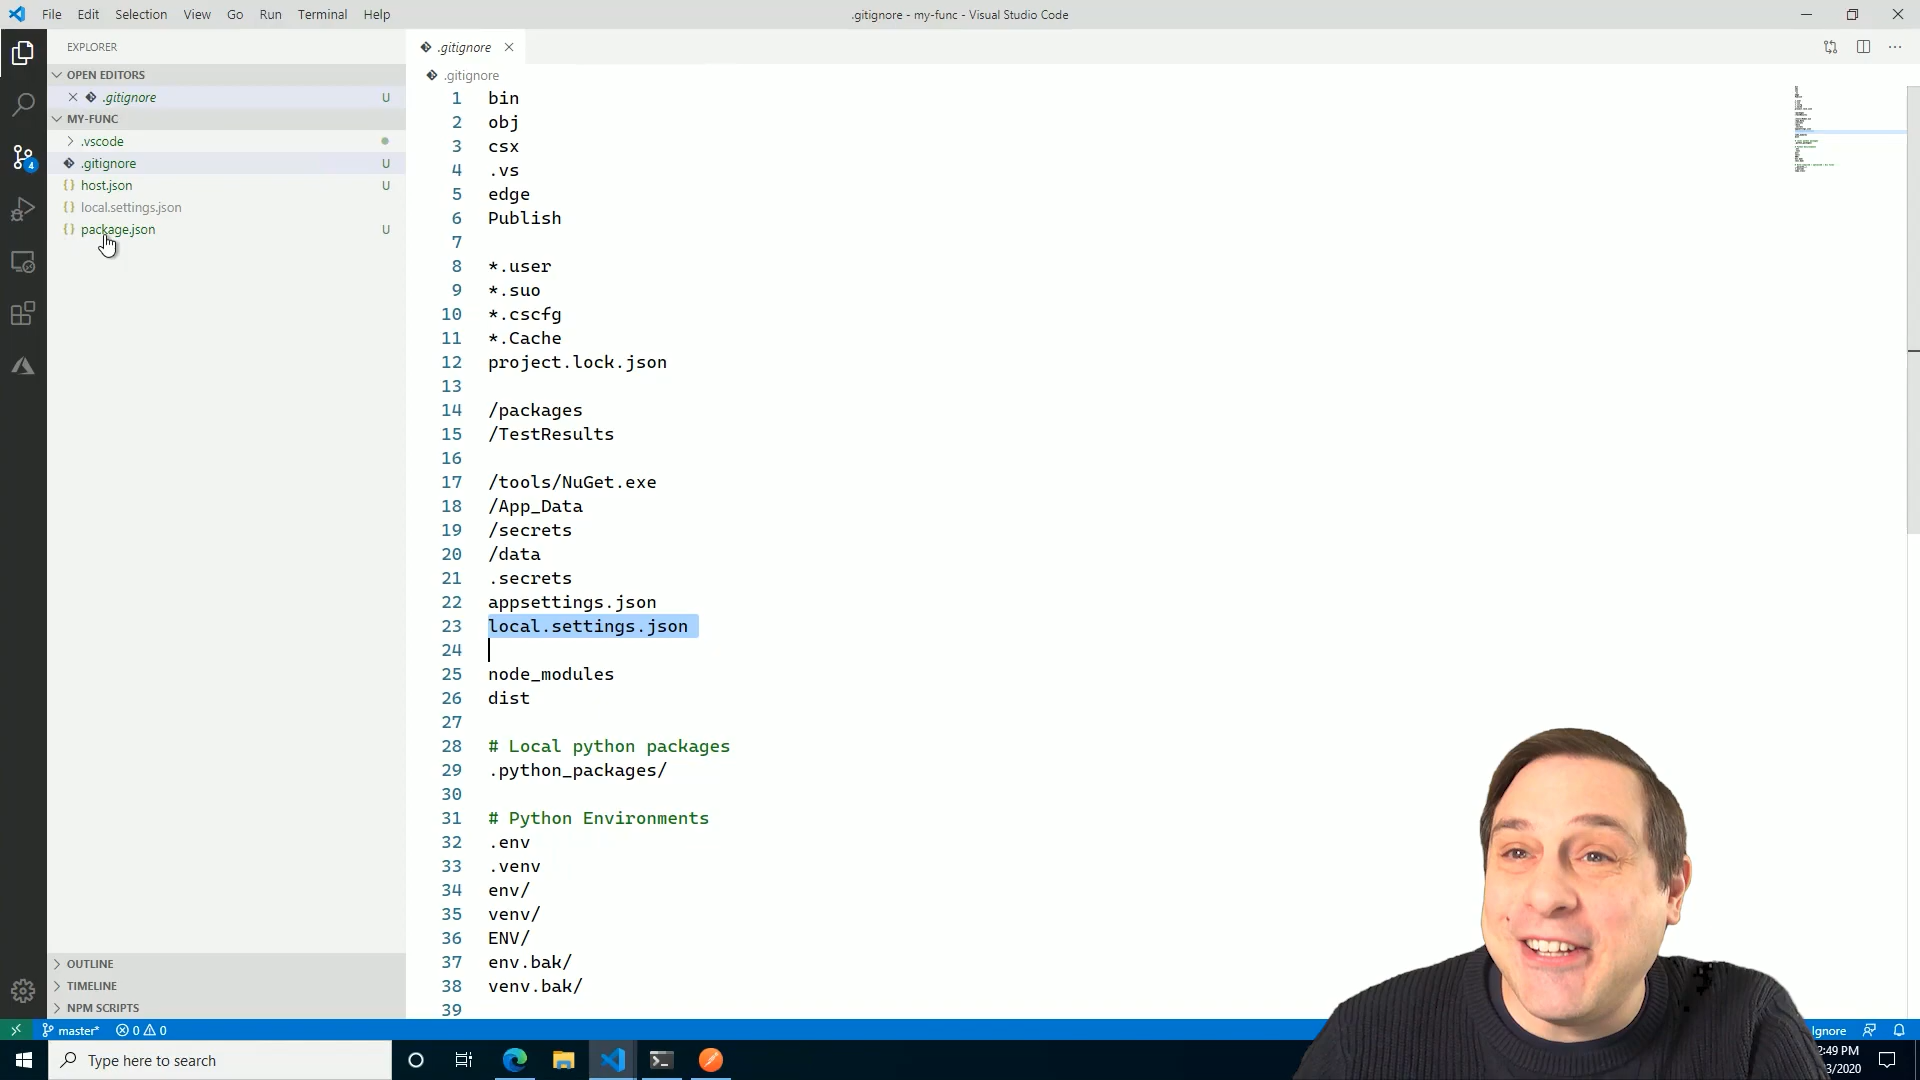 File Edit Selection View Go Run Terminal Help
.gitignore - my-func - Visual Studio Code
EXPLORER
OPEN EDITORS
.gitignore U
MY-FUNC
.vscode
.gitignore U
host.json U
local.settings.json
package.json U
OUTLINE
TIMELINE
NPM SCRIPTS
4
.gitignore
.gitignore
1 bin
2 obj
3 csx
4 .vs
5 edge
6 Publish
7
8 *.user
9 *.suo
10 *.cscfg
11 *.Cache
12 project.lock.json
13
14 /packages
15 /TestResults
16
17 /tools/NuGet.exe
18 /App_Data
19 /secrets
20 /data
21 .secrets
22 appsettings.json
23 local.settings.json
24
25 node_modules
26 dist
27
28 # Local python packages
29 .python_packages/
30
31 # Python Environments
32 .env
33 .venv
34 env/
35 venv/
36 ENV/
37 env.bak/
38 venv.bak/
39
master* 0 0
Ignore
Type here to search
2:49 PM
3/2020